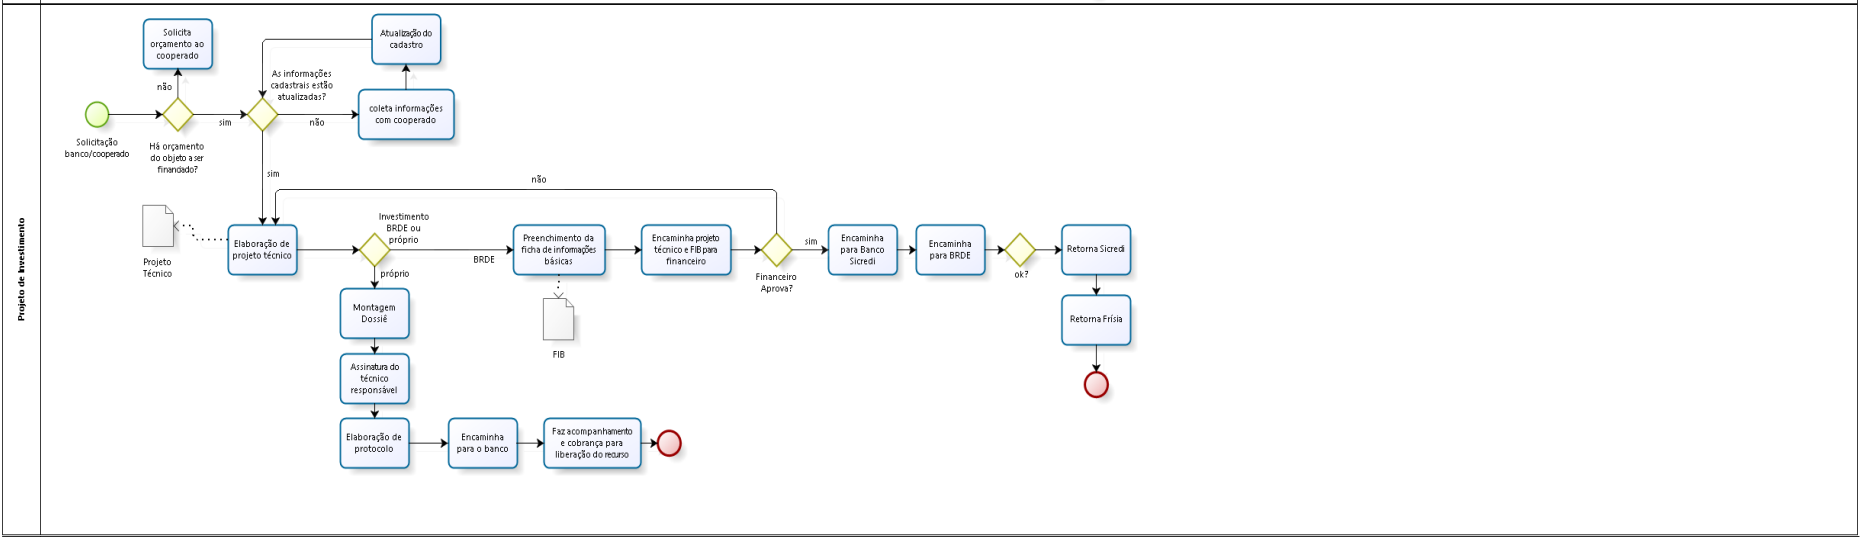 Projeto de Investimento
Solicita
orçamento ao
cooperado
Atualização do
cadastro
As informações
cadastrais estão
atualizadas?
não
coleta informações
com cooperado
sim
não
Solicitação
banco/cooperado
Há orçamento
do objeto a ser
financiado?
sim
não
Investimento
BRDE ou
próprio
Elaboração de
projeto técnico
Projeto
Técnico
BRDE
próprio
Preenchimento da
ficha de informações
básicas
Encaminha projeto
técnico e FIB para
financeiro
Financeiro
Aprova?
sim
Encaminha
para Banco
Sicredi
Encaminha
para BRDE
ok?
Retorna Sicredi
Retorna Frísia
FIB
Montagem
Dossiê
Assinatura do
técnico
responsável
Elaboração de
protocolo
Encaminha
para o banco
Faz acompanhamento
e cobrança para
liberação do recurso